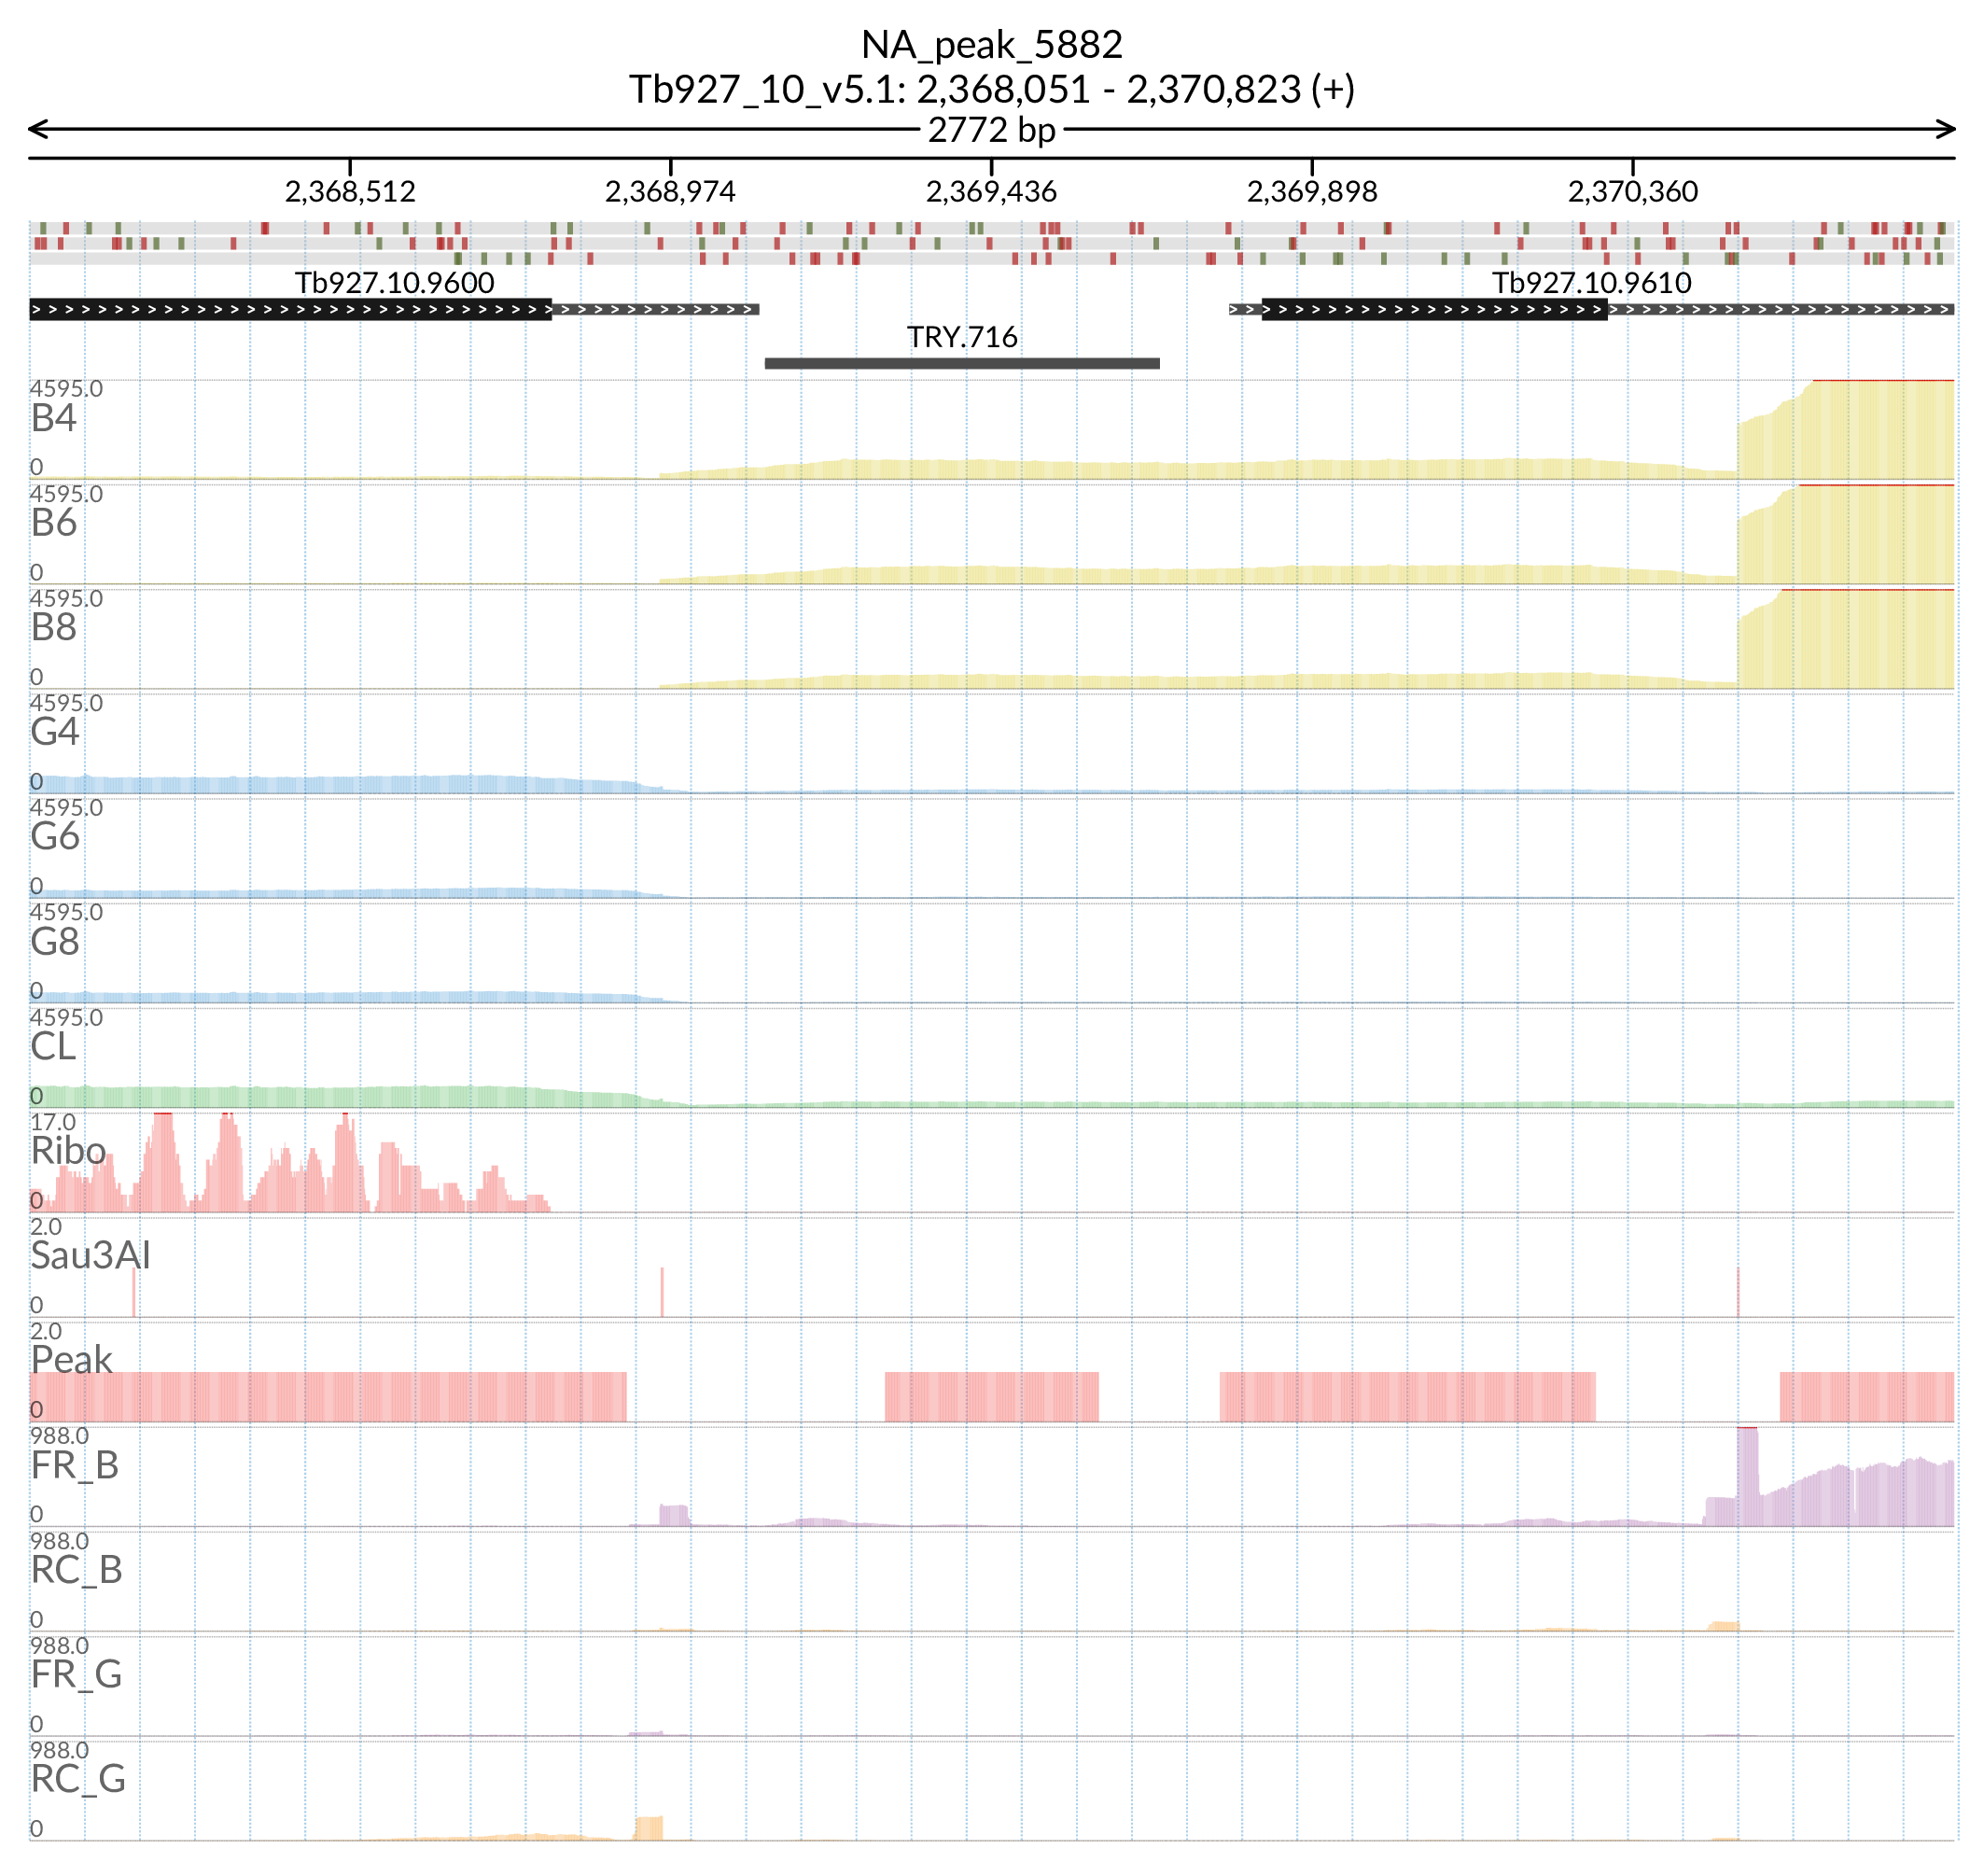 NA_peak_5882
Tb927_10_v5.1: 2,368,051 - 2,370,823 (+)
2772 bp
2,368,512 2,368,974 2,369,436 2,369,898 2,370,360
Tb927.10.9600 Tb927.10.9610
TRY.716
4595.0
B4
0
4595.0
B6
0
4595.0
B8
0
4595.0
G4
0
4595.0
G6
0
4595.0
G8
0
4595.0
CL
0
17.0
Ribo
0
2.0
Sau3AI
0
2.0
Peak
0
988.0
FR_B
0
988.0
RC_B
0
988.0
FR_G
0
988.0
RC_G
0